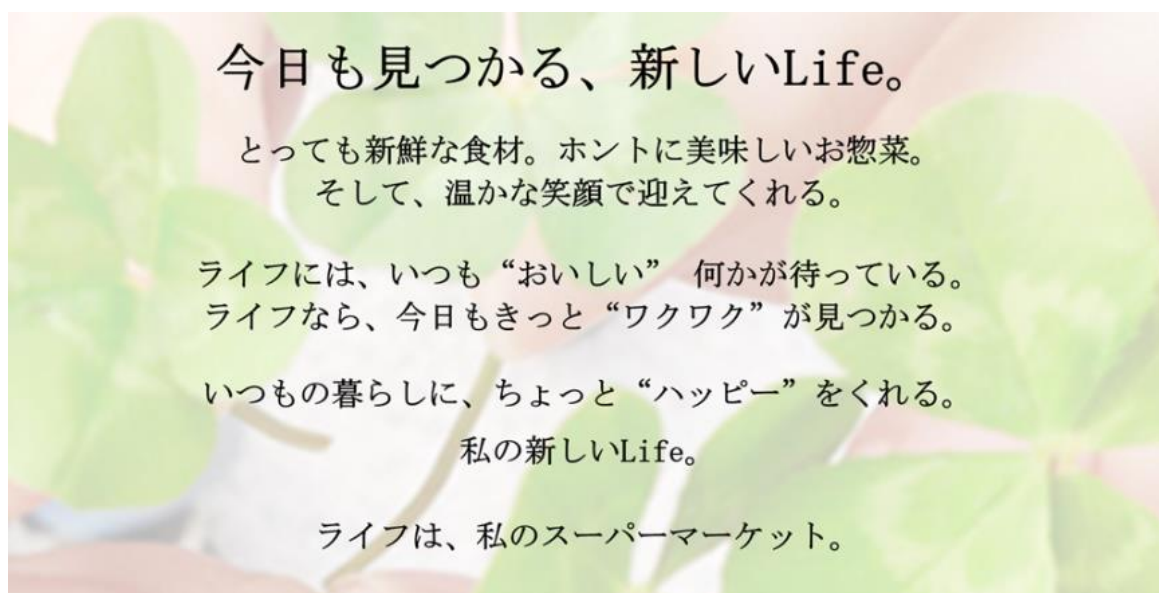 今日も見つかる、新しいLife。
とっても新鮮な食材。ホントに美味しいお惣菜。
そして、温かな笑顔で迎えてくれる。
ライフには、いつも“おいしい” 何かが待っている。
ライフなら、今日もきっと“ワクワク”が見つかる。
いつもの暮らしに、ちょっと“ハッピー”をくれる。
私の新しいLife。
ライフは、私のスーパーマーケット。